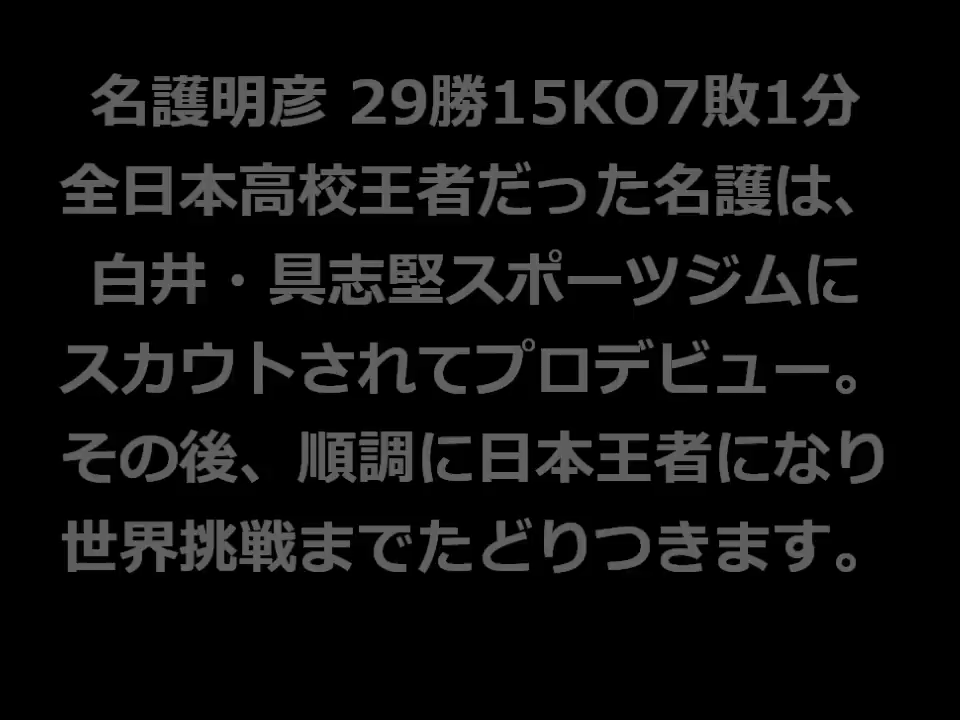 名護明彦 29勝15KO7敗1分
全日本高校王者だった名護は、
白井・具志堅スポーツジムに
スカウトされてプロデビュー。
その後、順調に日本王者になり
世界挑戦までたどりつきます。